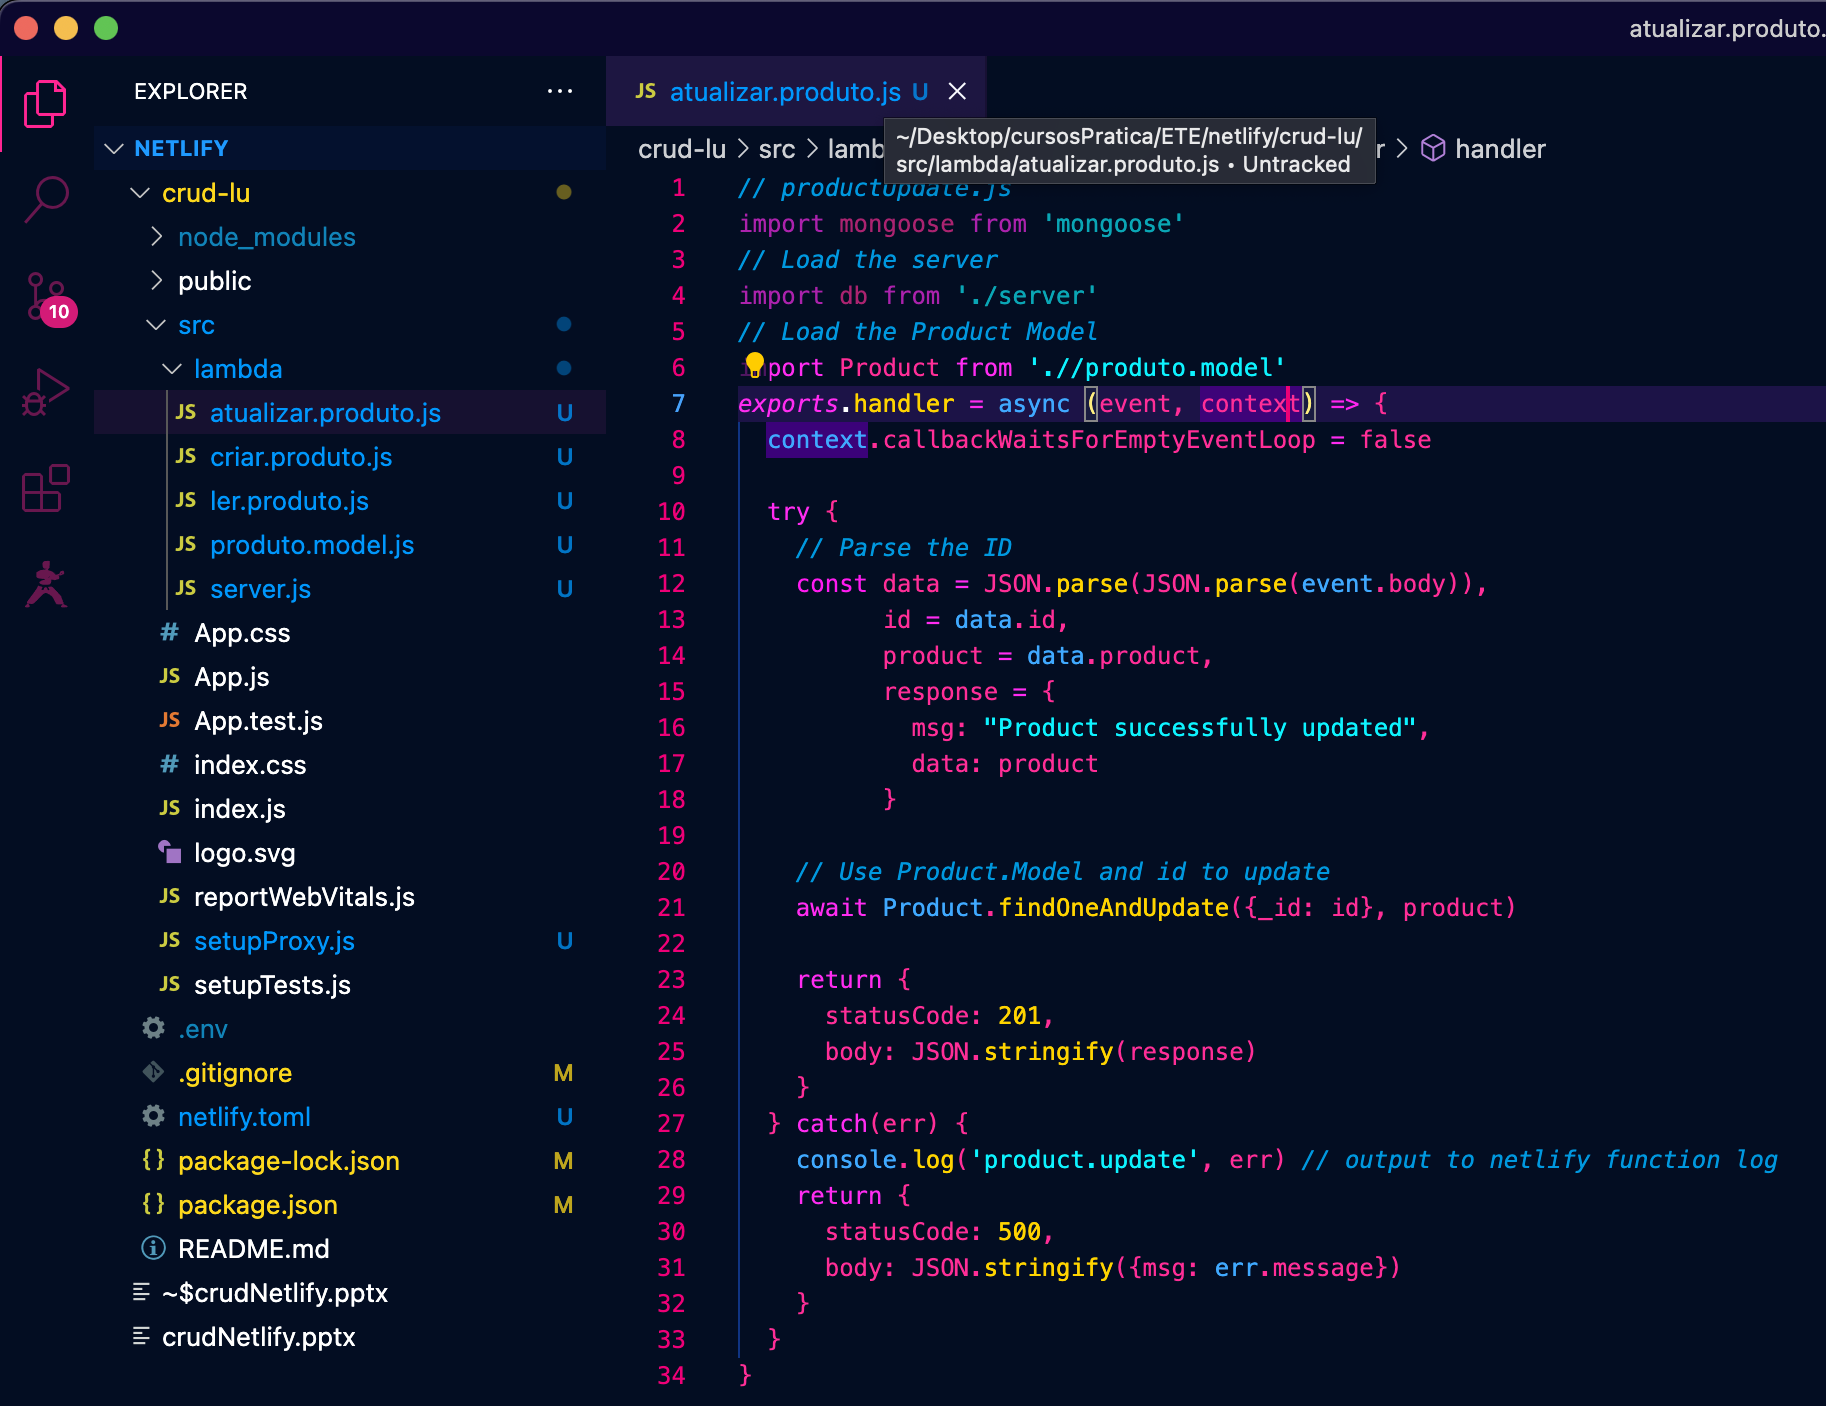 atualizar.produto.
EXPLORER
NETLIFY
crud-lu
node_modules
public
src
lambda
JS atualizar.produto.js U
JS criar.produto.js U
JS ler.produto.js U
JS produto.model.js U
JS server.js U
# App.css
JS App.js
JS App.test.js
# index.css
JS index.js
logo.svg
JS reportWebVitals.js
JS setupProxy.js U
JS setupTests.js
.env
.gitignore M
netlify.toml U
{} package-lock.json M
{} package.json M
README.md
~$crudNetlify.pptx
crudNetlify.pptx
10
JS atualizar.produto.js U
crud-lu > src > lamb r > handler
~/Desktop/cursosPratica/ETE/netlify/crud-lu/
src/lambda/atualizar.produto.js • Untracked
1 // productUpdate.js
2 import mongoose from 'mongoose'
3 // Load the server
4 import db from './server'
5 // Load the Product Model
6 import Product from './/produto.model'
7 exports.handler = async (event, context) => {
8 context.callbackWaitsForEmptyEventLoop = false
9
10 try {
11 // Parse the ID
12 const data = JSON.parse(JSON.parse(event.body)),
13 id = data.id,
14 product = data.product,
15 response = {
16 msg: "Product successfully updated",
17 data: product
18 }
19
20 // Use Product.Model and id to update
21 await Product.findOneAndUpdate({_id: id}, product)
22
23 return {
24 statusCode: 201,
25 body: JSON.stringify(response)
26 }
27 } catch(err) {
28 console.log('product.update', err) // output to netlify function log
29 return {
30 statusCode: 500,
31 body: JSON.stringify({msg: err.message})
32 }
33 }
34 }